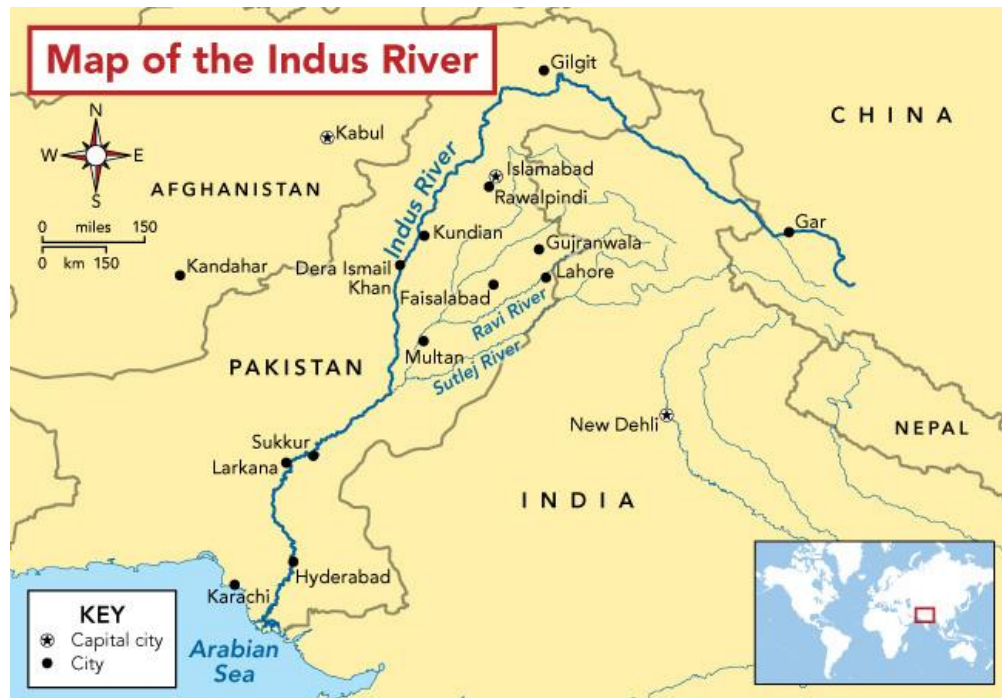 Map of the Indus River
Gilgit
CHINA
N
W E
S
Kabul
AFGHANISTAN
Indus River
Islamabad
Rawalpindi
0 miles 150
0 km 150
Kundian
Gujranwala
Gar
Kandahar
Dera Ismail
Khan
Lahore
Faisalabad
Ravi River
Multan
Sutlej River
PAKISTAN
New Dehli
NEPAL
Sukkur
Larkana
INDIA
Hyderabad
Karachi
Arabian
Sea
KEY
Capital city
City